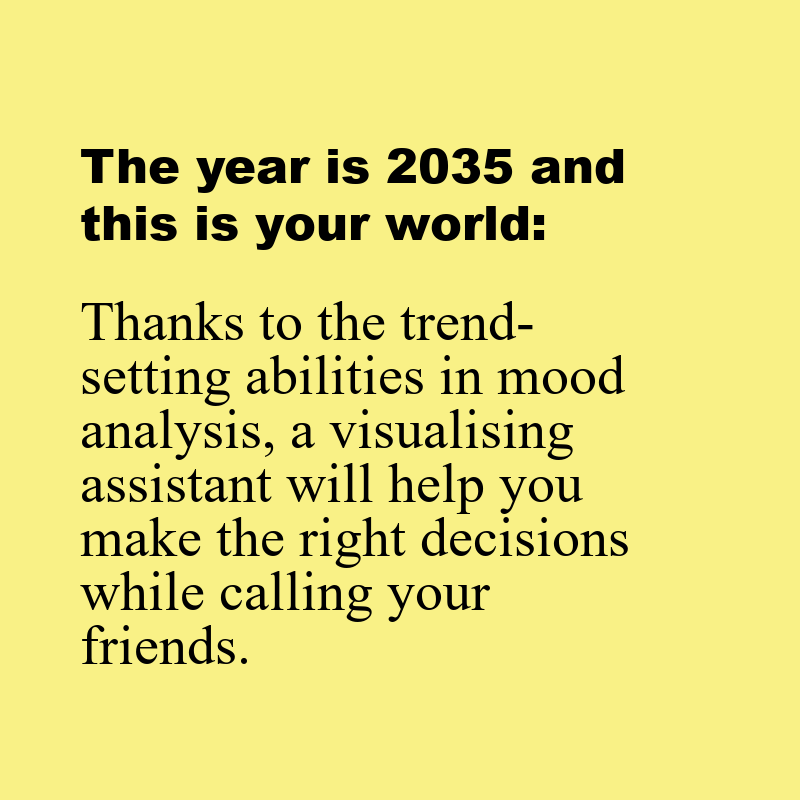 The year is 2035 and
this is your world:
Thanks to the trend-
setting abilities in mood
analysis, a visualising
assistant will help you
make the right decisions
while calling your
friends.